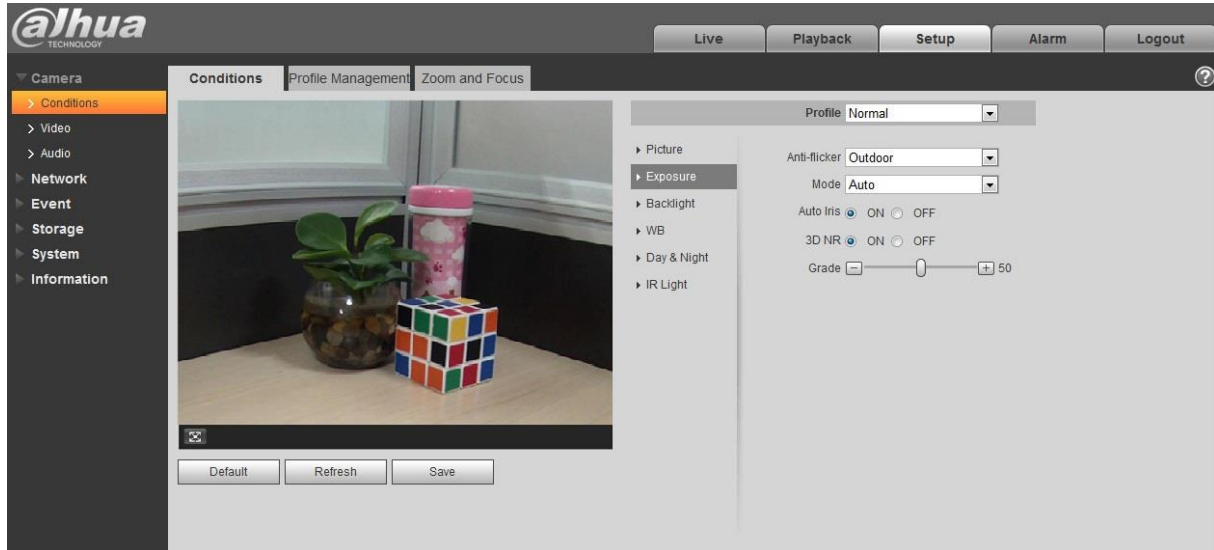 alhua
TECHNOLOGY
Live
Playback
Setup
Alarm
Logout
Camera
Conditions
Video
Audio
Network
Event
Storage
System
Information
Conditions
Profile Management
Zoom and Focus
?
Default
Refresh
Save
Profile Normal
Picture
Exposure
Backlight
WB
Day & Night
IR Light
Anti-flicker Outdoor
Mode Auto
Auto Iris ON OFF
3D NR ON OFF
Grade - + 50